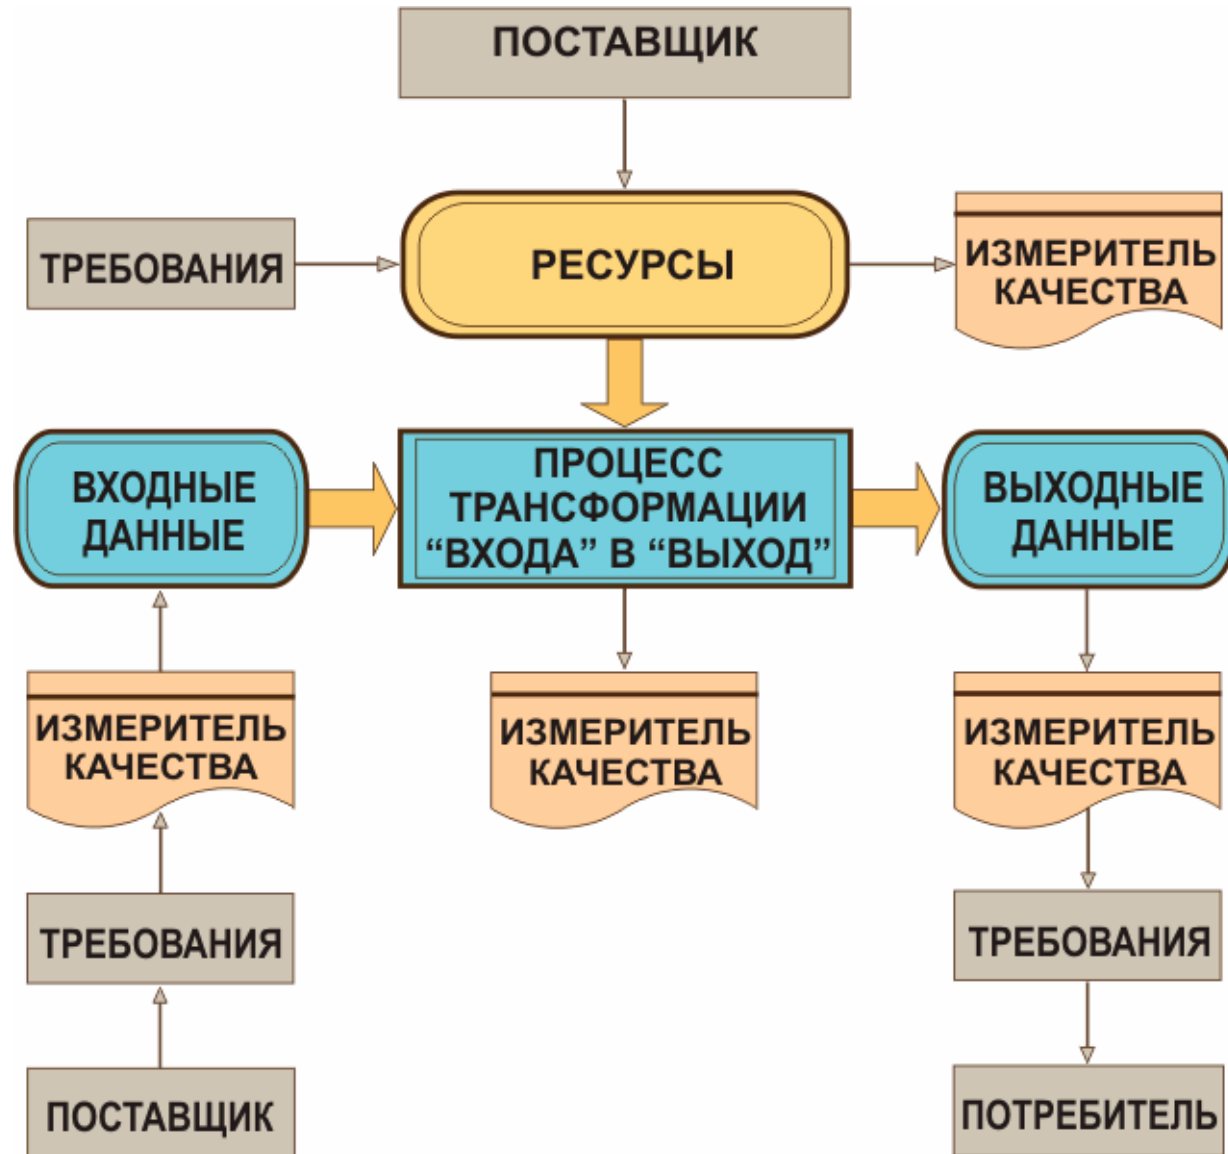 ПОСТАВЩИК
ТРЕБОВАНИЯ
РЕСУРСЫ
ИЗМЕРИТЕЛЬ
КАЧЕСТВА
ВХОДНЫЕ
ДАННЫЕ
ПРОЦЕСС
ТРАНСФОРМАЦИИ
“ВХОДА” В “ВЫХОД”
ВЫХОДНЫЕ
ДАННЫЕ
ИЗМЕРИТЕЛЬ
КАЧЕСТВА
ИЗМЕРИТЕЛЬ
КАЧЕСТВА
ИЗМЕРИТЕЛЬ
КАЧЕСТВА
ТРЕБОВАНИЯ
ТРЕБОВАНИЯ
ПОСТАВЩИК
ПОТРЕБИТЕЛЬ